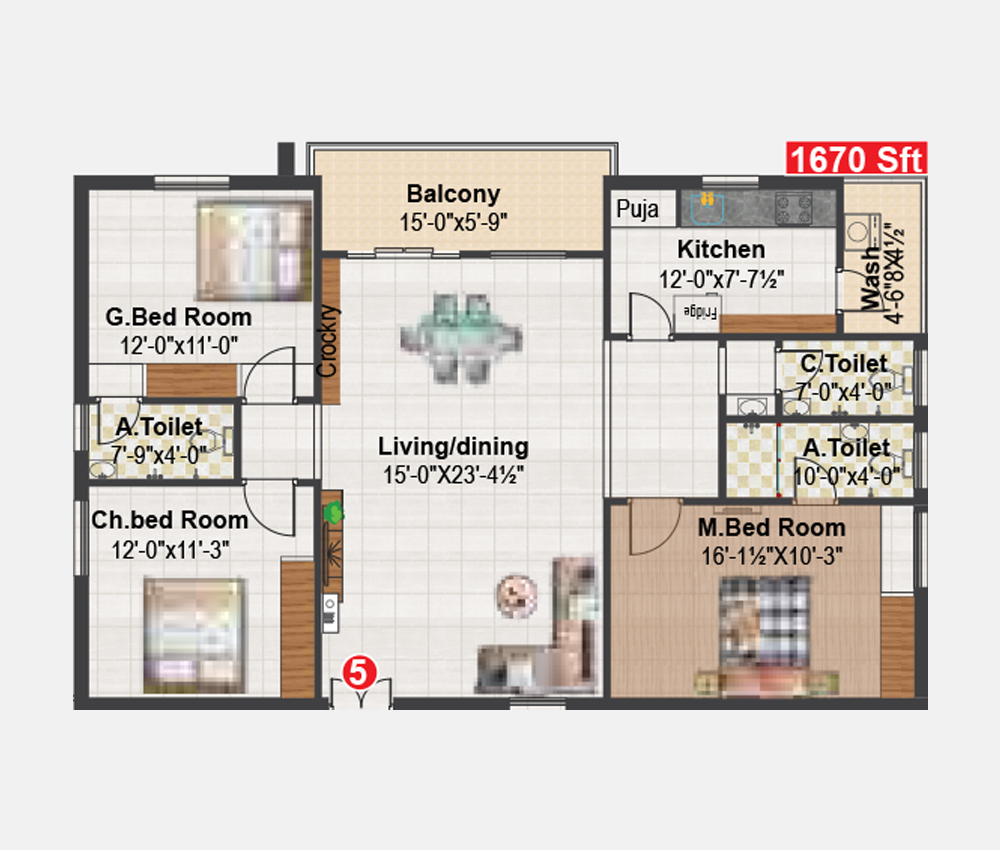 1670 Sft
Balcony
15'-0"x5'-9"
Puja
Kitchen
12'-0"x7'-7½"
Fridge
Wash
4'-6"8X4½"
G.Bed Room
12'-0"x11'-0"
Crockry
C.Toilet
7'-0"x4'-0"
A.Toilet
7'-9"x4'-0"
Living/dining
15'-0"X23'-4½"
A.Toilet
10'-0"x4'-0"
Ch.bed Room
12'-0"x11'-3"
M.Bed Room
16'-1½"X10'-3"
5